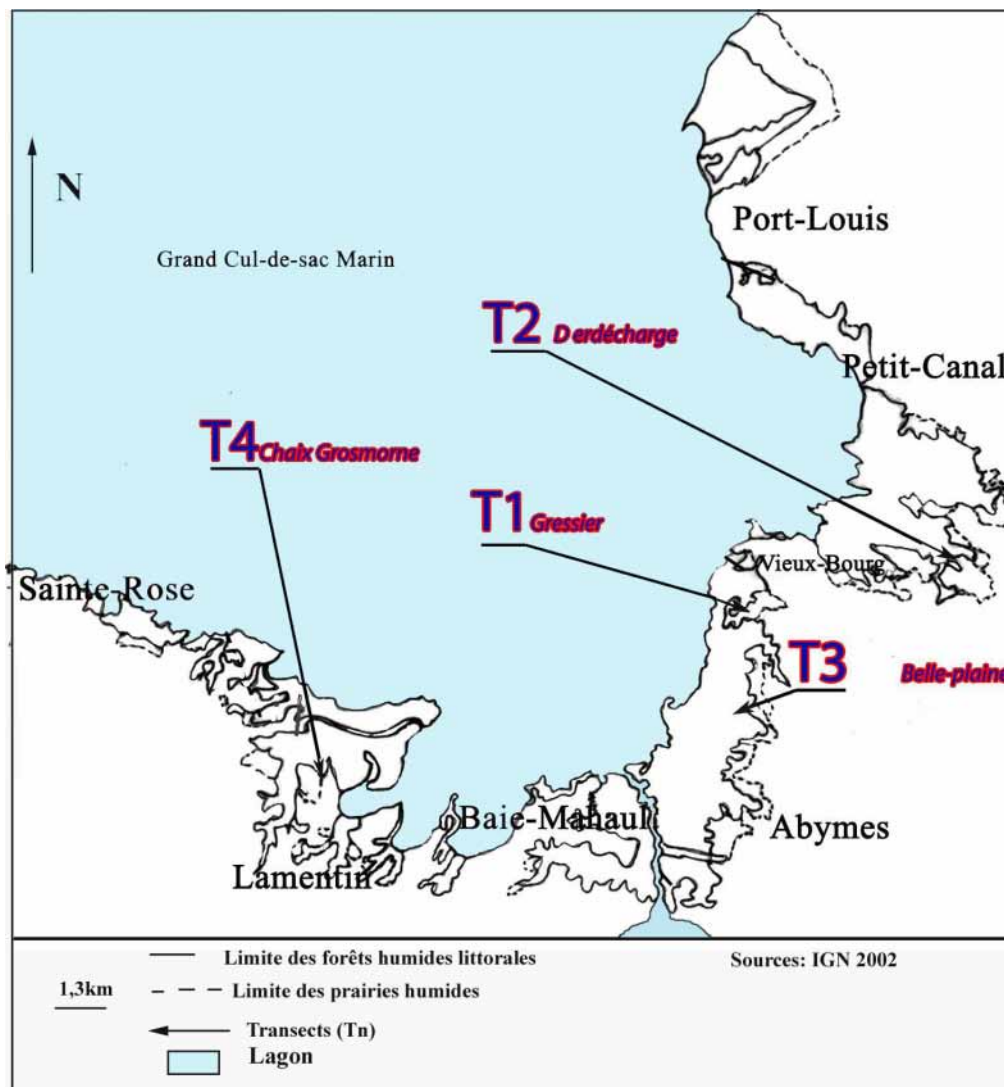 N
Port-Louis
Grand Cul-de-sac Marin
T2 D erdécharge
Petit-Canal
T4 Chaix Grosmorne
T1 Gressier
Vieux-Bourg
Sainte-Rose
T3 Belle-plaine
Baie-Mahault
Abymes
Lamentin
Limite des forêts humides littorales
Sources: IGN 2002
1,3km
Limite des prairies humides
Transects (Tn)
Lagon